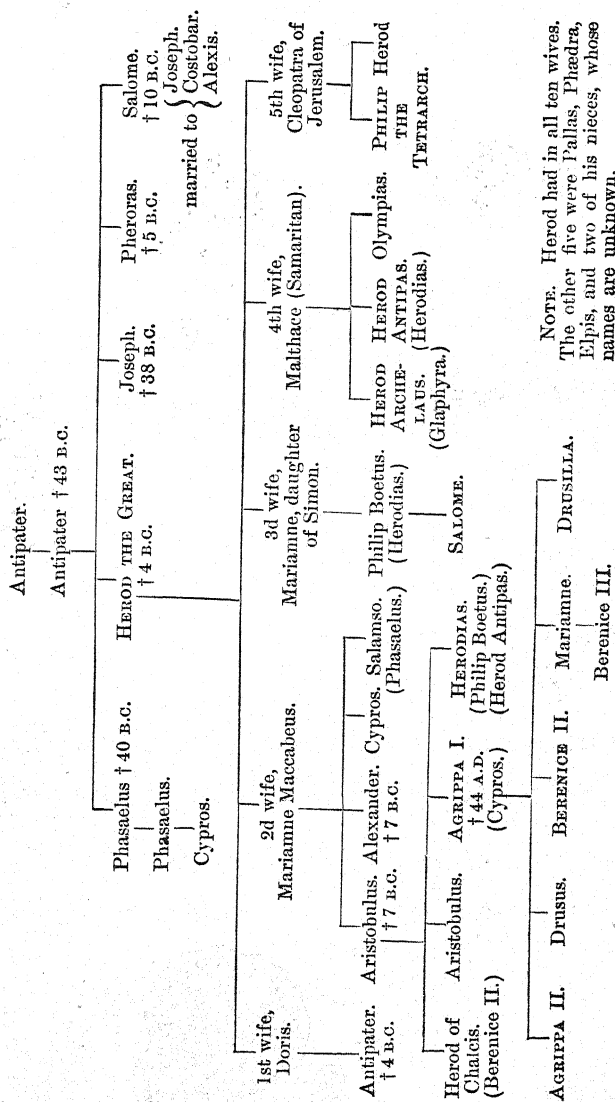 Antipater.
Antipater † 43 B.C.
Phasaelus † 40 B.C.
Phasaelus.
Cypros.
HEROD THE GREAT.
† 4 B.C.
Joseph.
† 38 B.C.
Pheroras.
† 5 B.C.
Salome.
† 10 B.C.
married to { Joseph.
Costobar.
Alexis.
1st wife,
Doris.
2d wife,
Mariamne Maccabeus.
3d wife,
Mariamne, daughter
of Simon.
4th wife,
Malthace (Samaritan).
5th wife,
Cleopatra of
Jerusalem.
Antipater.
† 4 B.C.
Aristobulus.
† 7 B.C.
Alexander.
† 7 B.C.
Cypros.
Salamso.
(Phasaelus.)
Philip Boetus.
(Herodias.)
SALOME.
HEROD
ARCHE-
LAUS.
(Glaphyra.)
HEROD
ANTIPAS.
(Herodias.)
Olympias.
PHILIP
THE
TETRARCH.
Herod
Herod of
Chalcis.
(Berenice II.)
Aristobulus.
AGRIPPA I.
† 44 A.D.
(Cypros.)
HERODIAS.
(Philip Boetus.)
(Herod Antipas.)
AGRIPPA II.
Drusus.
BERENICE II.
Mariamne.
Berenice III.
DRUSILLA.
NOTE. Herod had in all ten wives.
The other five were Pallas, Phædra,
Elpis, and two of his nieces, whose
names are unknown.